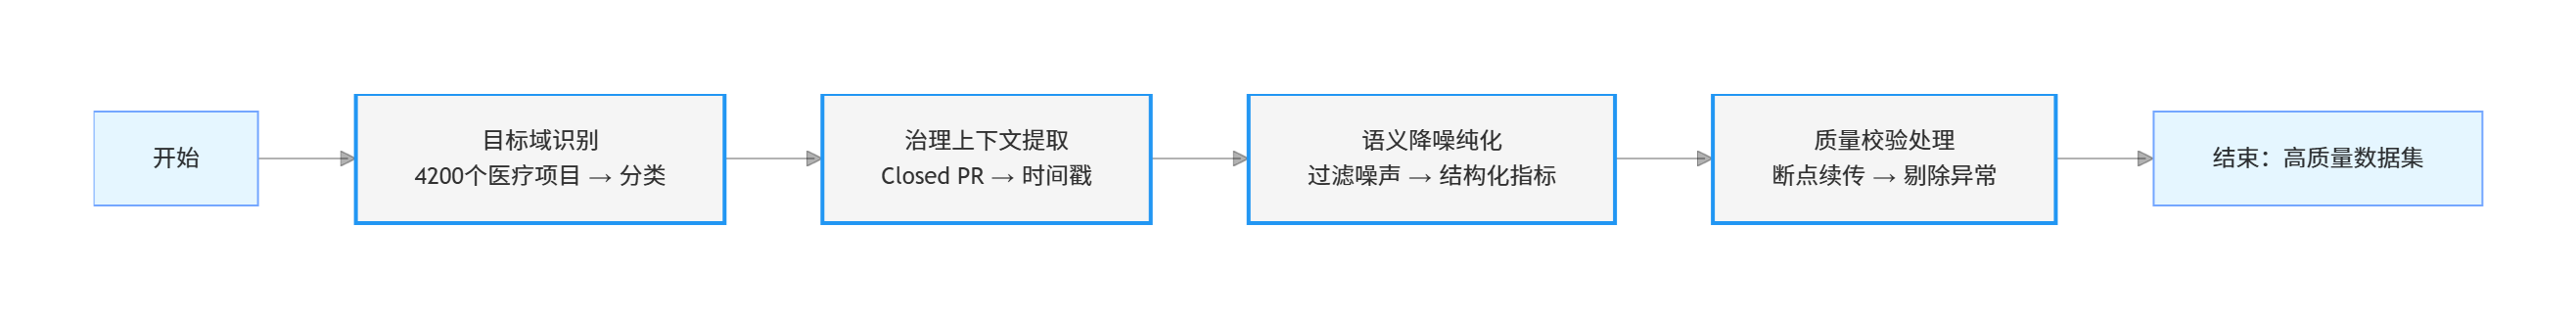 开始
目标域识别
4200个医疗项目 → 分类
治理上下文提取
Closed PR → 时间戳
语义降噪纯化
过滤噪声 → 结构化指标
质量校验处理
断点续传 → 剔除异常
结束：高质量数据集